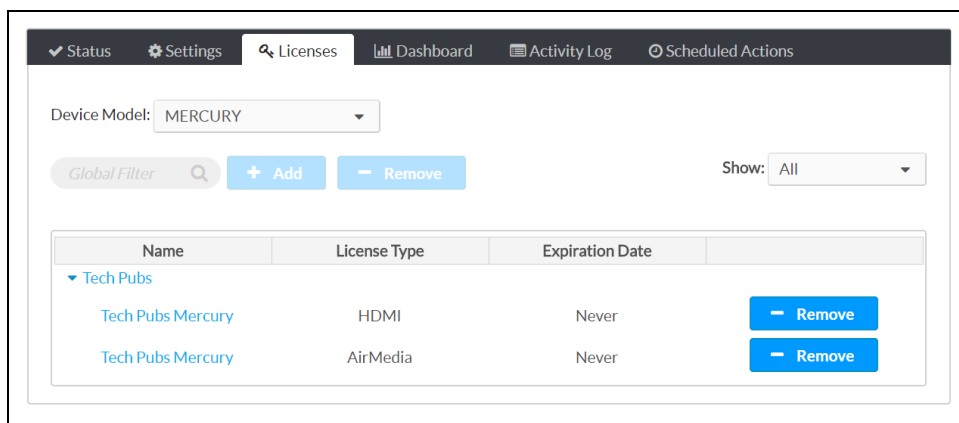 Status Settings Licenses Dashboard Activity Log Scheduled Actions
Device Model: MERCURY
Global Filter + Add − Remove Show: All
Name License Type Expiration Date
Tech Pubs
Tech Pubs Mercury HDMI Never − Remove
Tech Pubs Mercury AirMedia Never − Remove